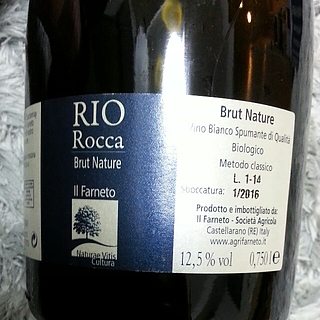 RIO
Rocca
Brut Nature
Il Farneto
Naturae Vitis
Cultura
Brut Nature
Vino Bianco Spumante di Qualità
Biologico
Metodo classico
L. 1-14
Sboccatura: 1/2016
Prodotto e imbottigliato da:
Il Farneto - Società Agricola
Castellarano (RE) Italy
www.agrifarneto.it
12,5% vol 0,750 l e